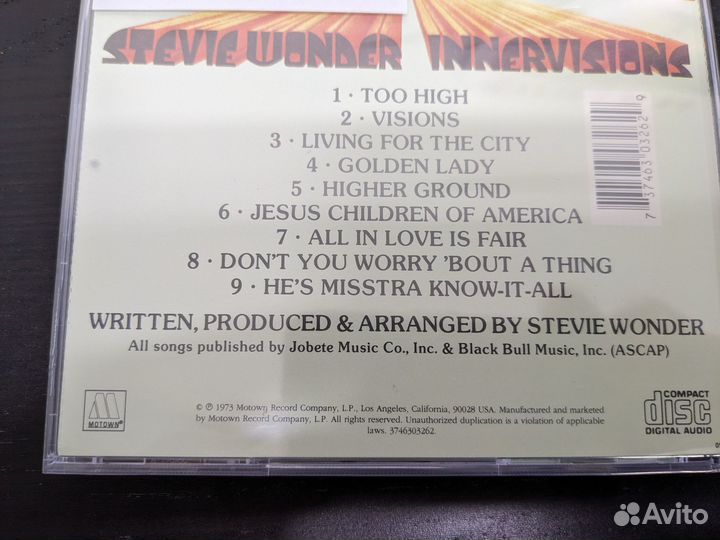 STEVIE WONDER INNERVISIONS
1 · TOO HIGH
2 · VISIONS
3 · LIVING FOR THE CITY
4 · GOLDEN LADY
5 · HIGHER GROUND
6 · JESUS CHILDREN OF AMERICA
7 · ALL IN LOVE IS FAIR
8 · DON'T YOU WORRY 'BOUT A THING
9 · HE'S MISSTRA KNOW-IT-ALL
7 37463 03262 9
WRITTEN, PRODUCED & ARRANGED BY STEVIE WONDER
All songs published by Jobete Music Co., Inc. & Black Bull Music, Inc. (ASCAP)
M
MOTOWN®
© ℗ 1973 Motown Record Company, L.P., Los Angeles, California, 90028 USA. Manufactured and marketed
by Motown Record Company, L.P. All rights reserved. Unauthorized duplication is a violation of applicable
laws. 3746303262.
COMPACT
disc
DIGITAL AUDIO
Avito